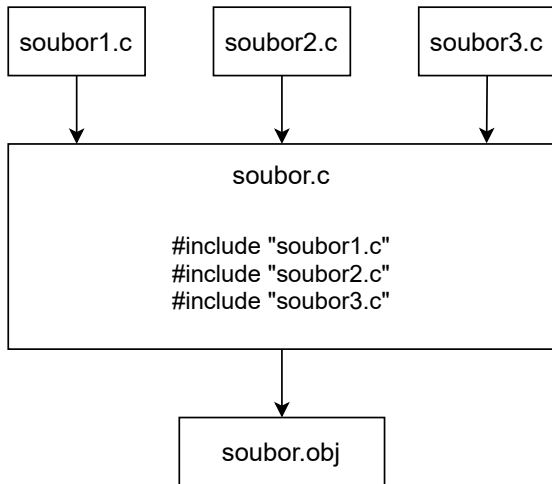 soubor1.c
soubor2.c
soubor3.c
soubor.c
#include "soubor1.c"
#include "soubor2.c"
#include "soubor3.c"
soubor.obj